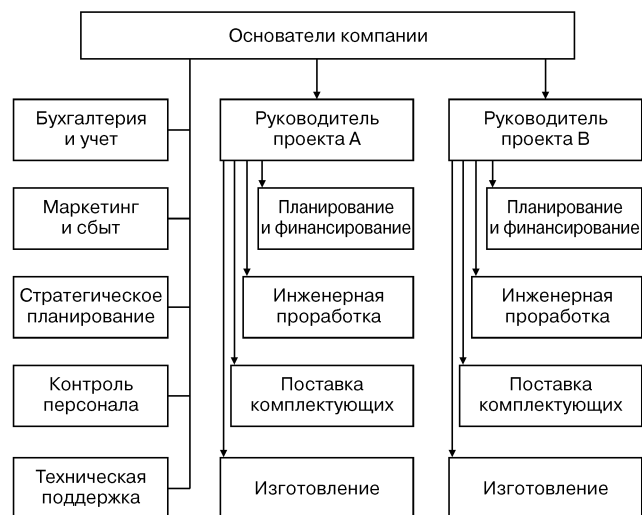 Основатели компании
Бухгалтерия
и учет
Маркетинг
и сбыт
Стратегическое
планирование
Контроль
персонала
Техническая
поддержка
Руководитель
проекта А
Планирование
и финансирование
Инженерная
проработка
Поставка
комплектующих
Изготовление
Руководитель
проекта В
Планирование
и финансирование
Инженерная
проработка
Поставка
комплектующих
Изготовление